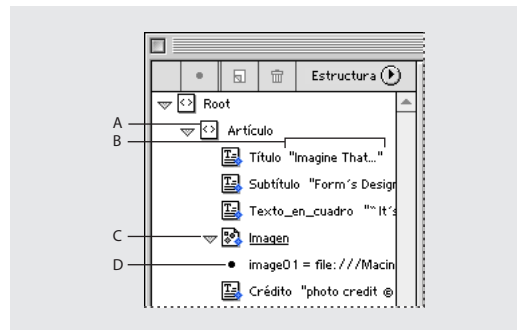 Estructura
Root
A
Artículo
B
Título "Imagine That..."
Subtítulo "Form´s Design
Texto_en_cuadro "~It´s
C
Imagen
D
image01 = file:///Macin
Crédito "photo credit ©